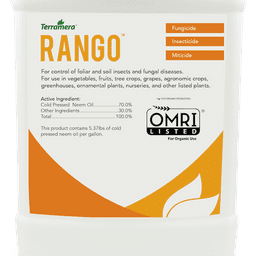 Terramera®
RANGO™
Fungicide
Insecticide
Miticide
For control of foliar and soil insects and fungal diseases.
For use in vegetables, fruits, tree crops, grapes, agronomic crops,
greenhouses, ornamental plants, nurseries, and other listed plants.
Active Ingredient:
Cold Pressed Neem Oil 70.0%
Other Ingredients 30.0%
Total 100.0%
This product contains 5.37lbs of cold
pressed neem oil per gallon.
OMRI
LISTED
For Organic Use